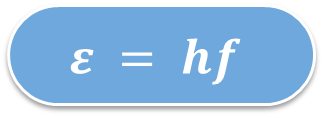 ε = hf